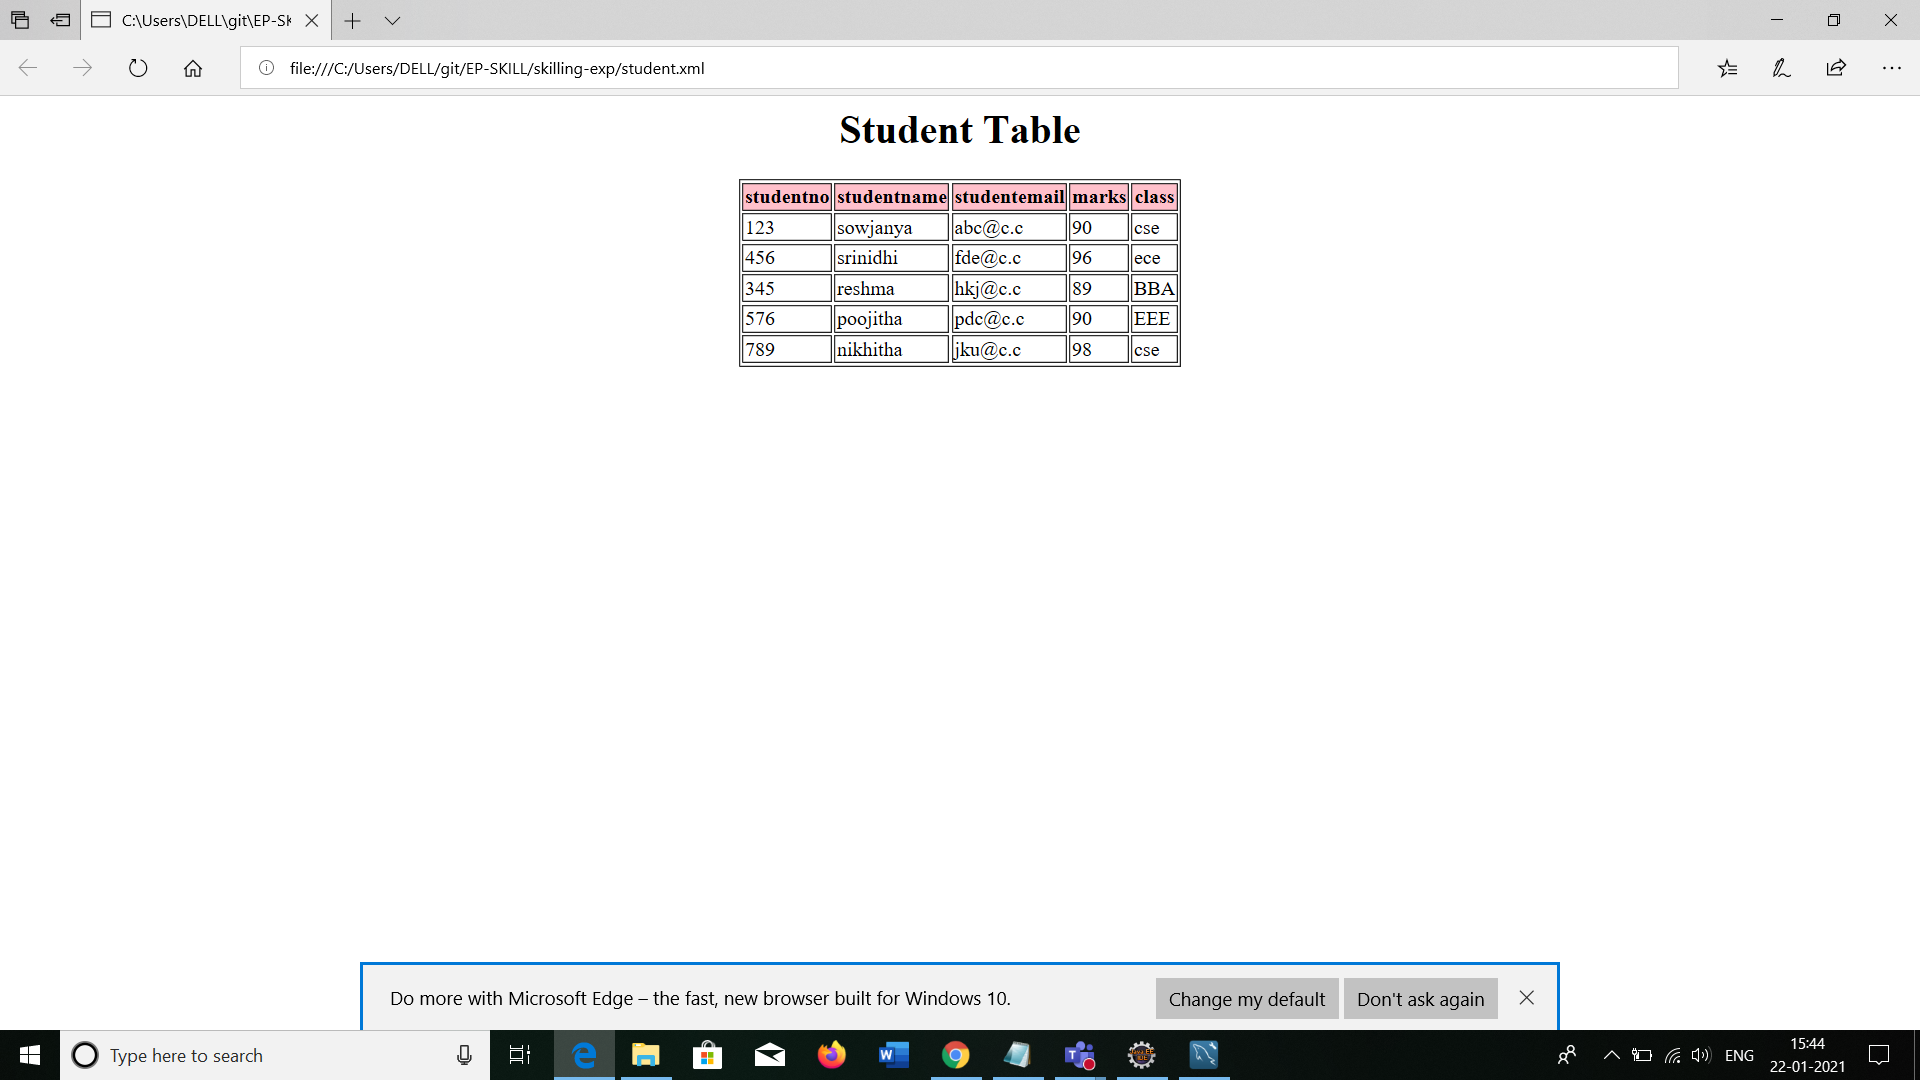 C:\Users\DELL\git\EP-SK
file:///C:/Users/DELL/git/EP-SKILL/skilling-exp/student.xml
Student Table
studentno studentname studentemail marks class
123 sowjanya abc@c.c 90 cse
456 srinidhi fde@c.c 96 ece
345 reshma hkj@c.c 89 BBA
576 poojitha pdc@c.c 90 EEE
789 nikhitha jku@c.c 98 cse
Do more with Microsoft Edge – the fast, new browser built for Windows 10. Change my default Don't ask again
Type here to search
ENG
15:44
22-01-2021